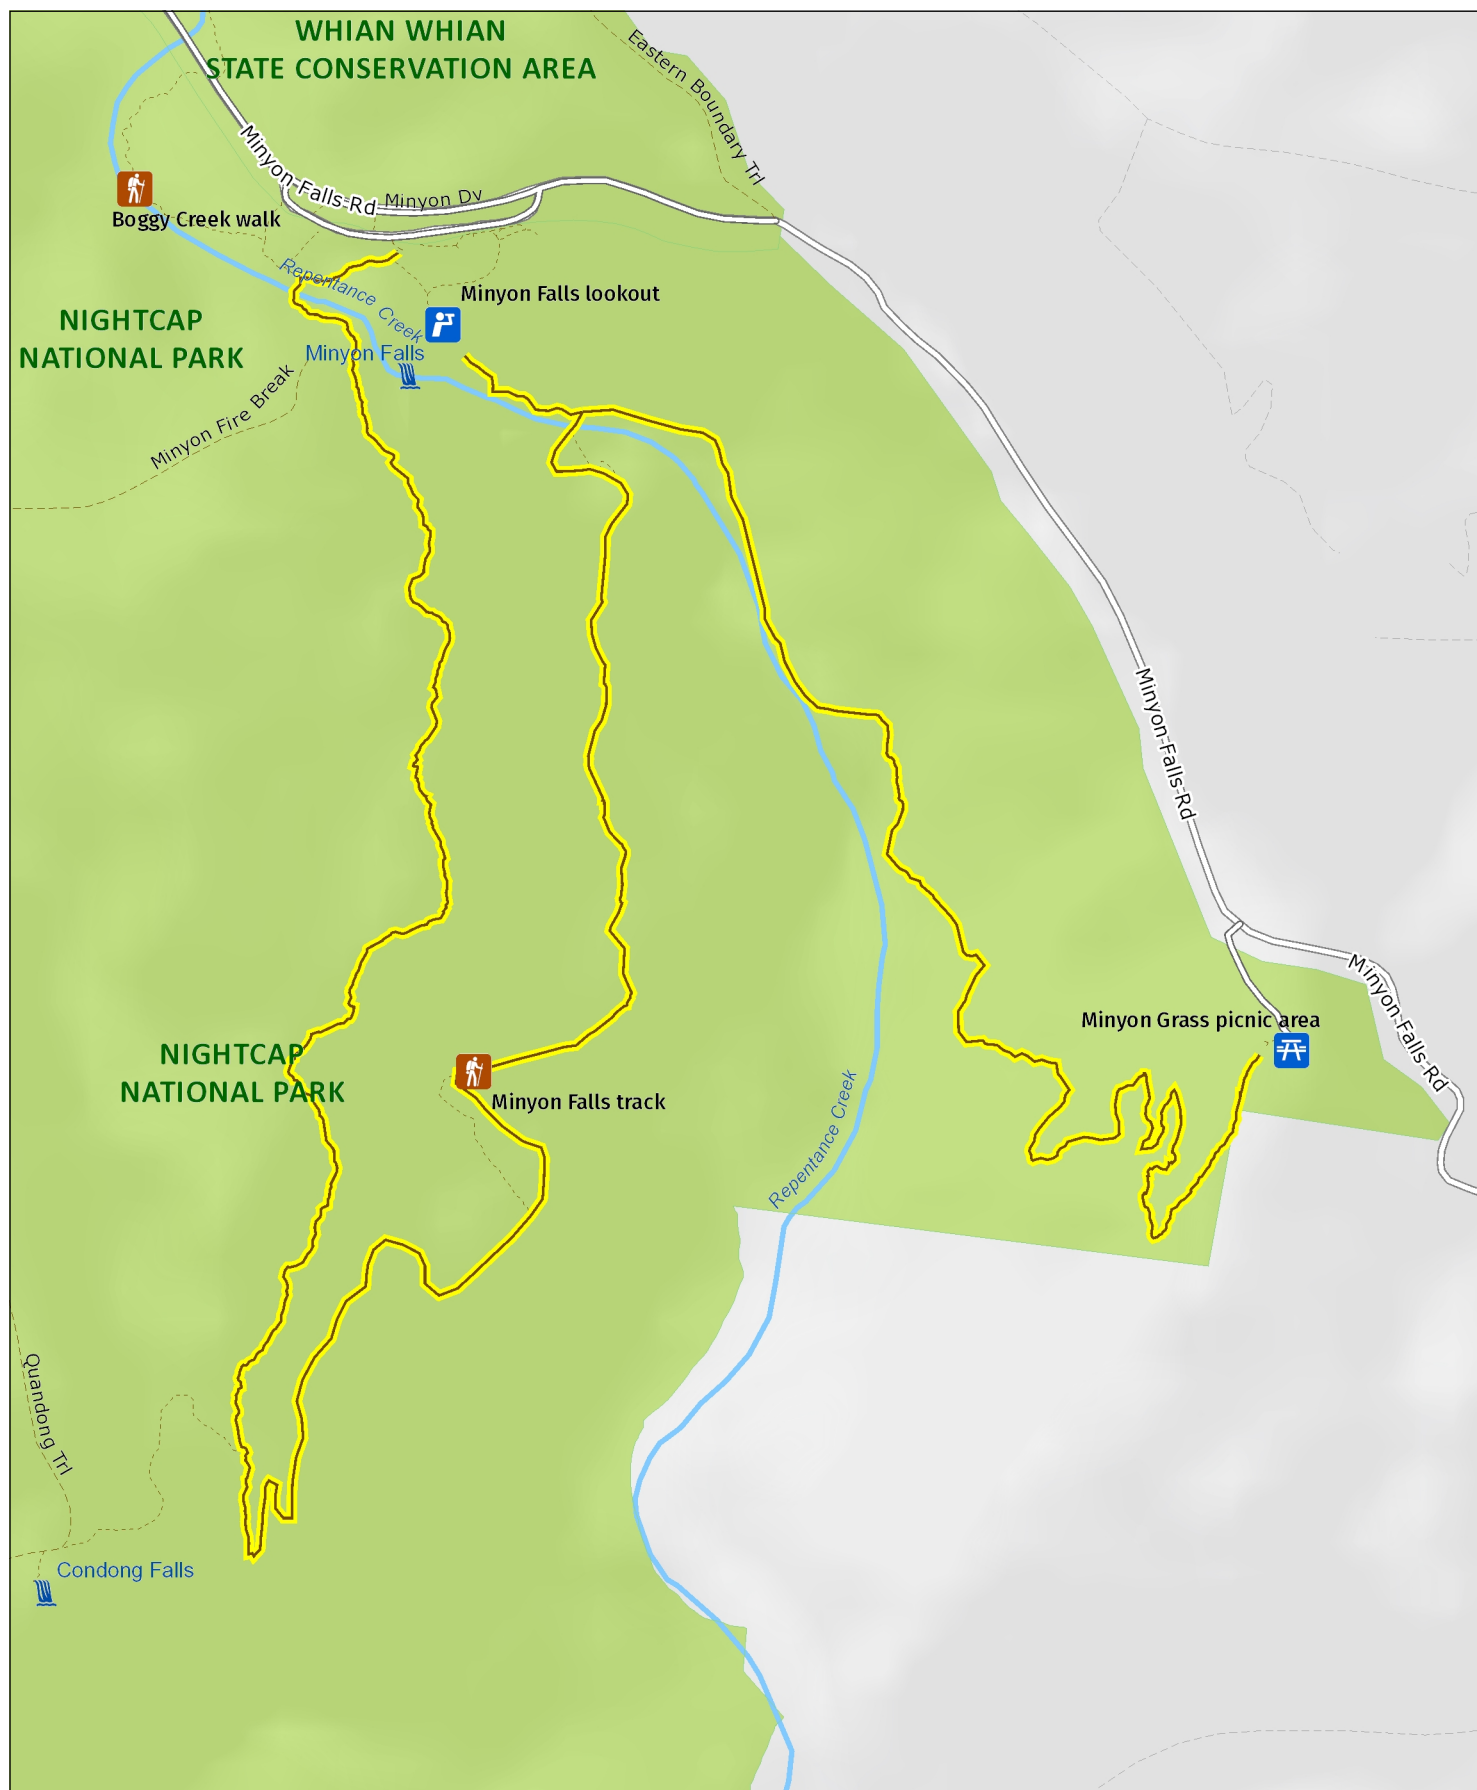 WHIAN WHIAN
STATE CONSERVATION AREA
Eastern Boundary Trl
Minyon-Falls-Rd
Minyon Dv
Boggy Creek walk
Repentance Creek
Minyon Falls lookout
NIGHTCAP
NATIONAL PARK
Minyon Falls
Minyon Fire Break
Minyon-Falls-Rd
Minyon-Falls-Rd
Minyon Grass picnic area
NIGHTCAP
NATIONAL PARK
Minyon Falls track
Repentance Creek
Quandong Trl
Condong Falls